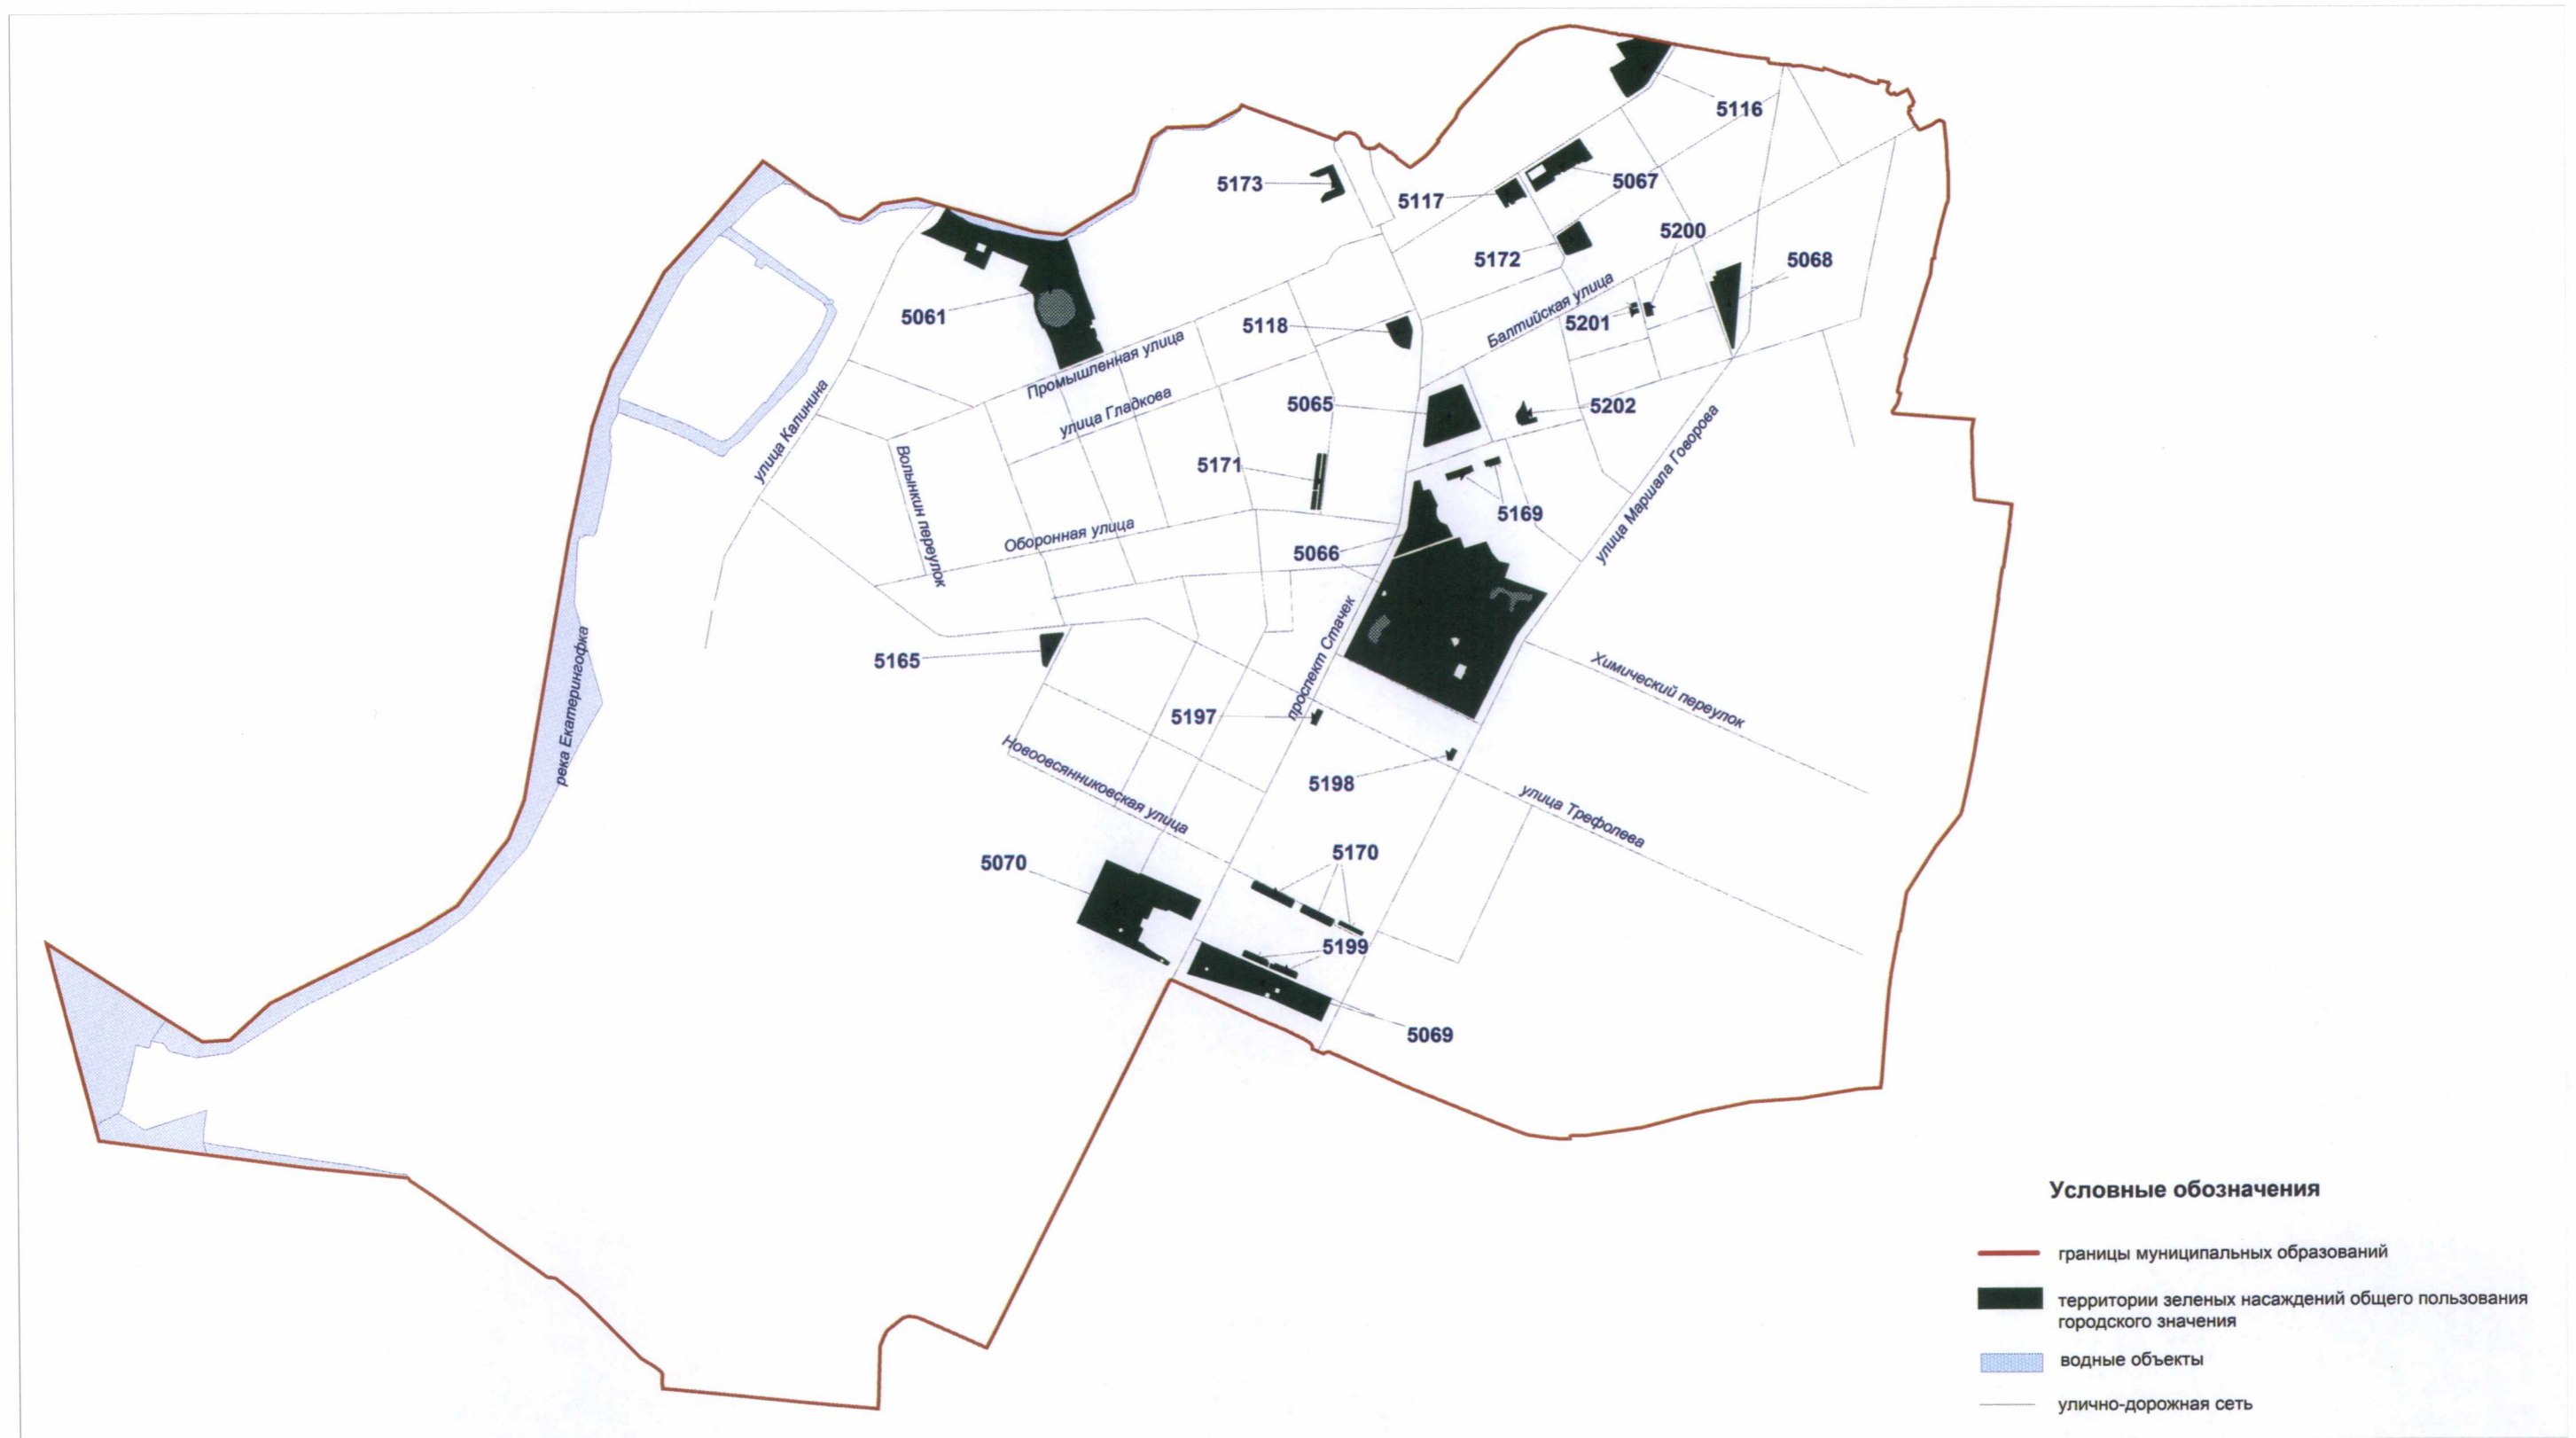 5116
5173
5067
5117
5200
5172
5068
5061
5118
5201
Балтийская улица
Промышленная улица
улица Гладкова
улица Калинина
5065
5202
Волынкин переулок
5171
улица Маршала Говорова
5169
Оборонная улица
5066
проспект Стачек
река Екатерингофка
5165
Химический переулок
5197
Новоовсянниковская улица
5198
улица Трефолева
5070
5170
5199
5069
Условные обозначения
границы муниципальных образований
территории зеленых насаждений общего пользования
городского значения
водные объекты
улично-дорожная сеть